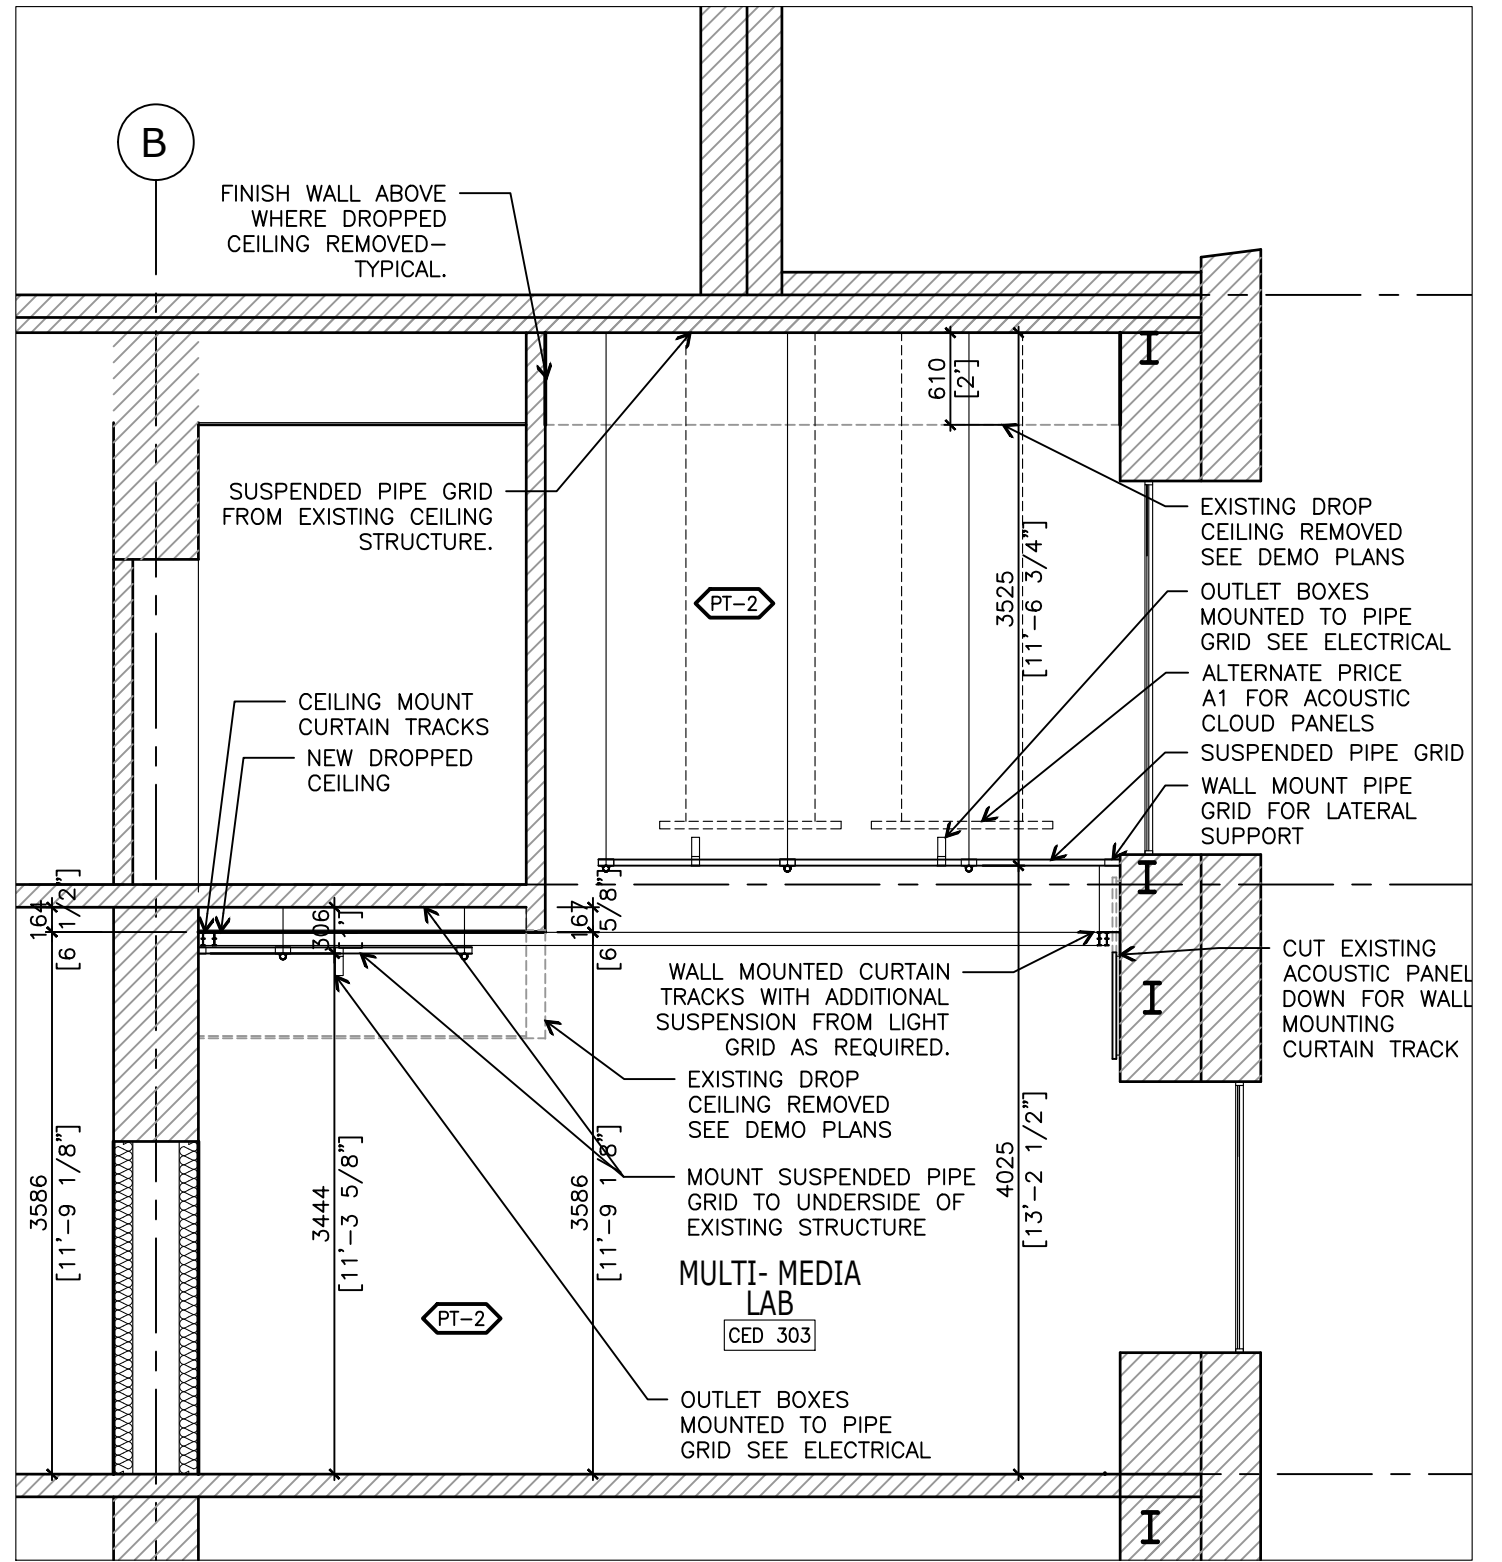 B
FINISH WALL ABOVE
WHERE DROPPED
CEILING REMOVED–
TYPICAL.
610
[2']
SUSPENDED PIPE GRID
FROM EXISTING CEILING
STRUCTURE.
EXISTING DROP
CEILING REMOVED
SEE DEMO PLANS
3525
[11'-6 3/4"]
PT-2
OUTLET BOXES
MOUNTED TO PIPE
GRID SEE ELECTRICAL
ALTERNATE PRICE
A1 FOR ACOUSTIC
CLOUD PANELS
CEILING MOUNT
CURTAIN TRACKS
NEW DROPPED
CEILING
SUSPENDED PIPE GRID
WALL MOUNT PIPE
GRID FOR LATERAL
SUPPORT
164
[6 1/2"]
306
167
[6 5/8"]
WALL MOUNTED CURTAIN
TRACKS WITH ADDITIONAL
SUSPENSION FROM LIGHT
GRID AS REQUIRED.
CUT EXISTING
ACOUSTIC PANEL
DOWN FOR WALL
MOUNTING
CURTAIN TRACK
EXISTING DROP
CEILING REMOVED
SEE DEMO PLANS
MOUNT SUSPENDED PIPE
GRID TO UNDERSIDE OF
EXISTING STRUCTURE
3586
[11'-9 1/8"]
3444
[11'-3 5/8"]
3586
[11'-9 1/8"]
4025
[13'-2 1/2"]
MULTI- MEDIA
LAB
CED 303
PT-2
OUTLET BOXES
MOUNTED TO PIPE
GRID SEE ELECTRICAL